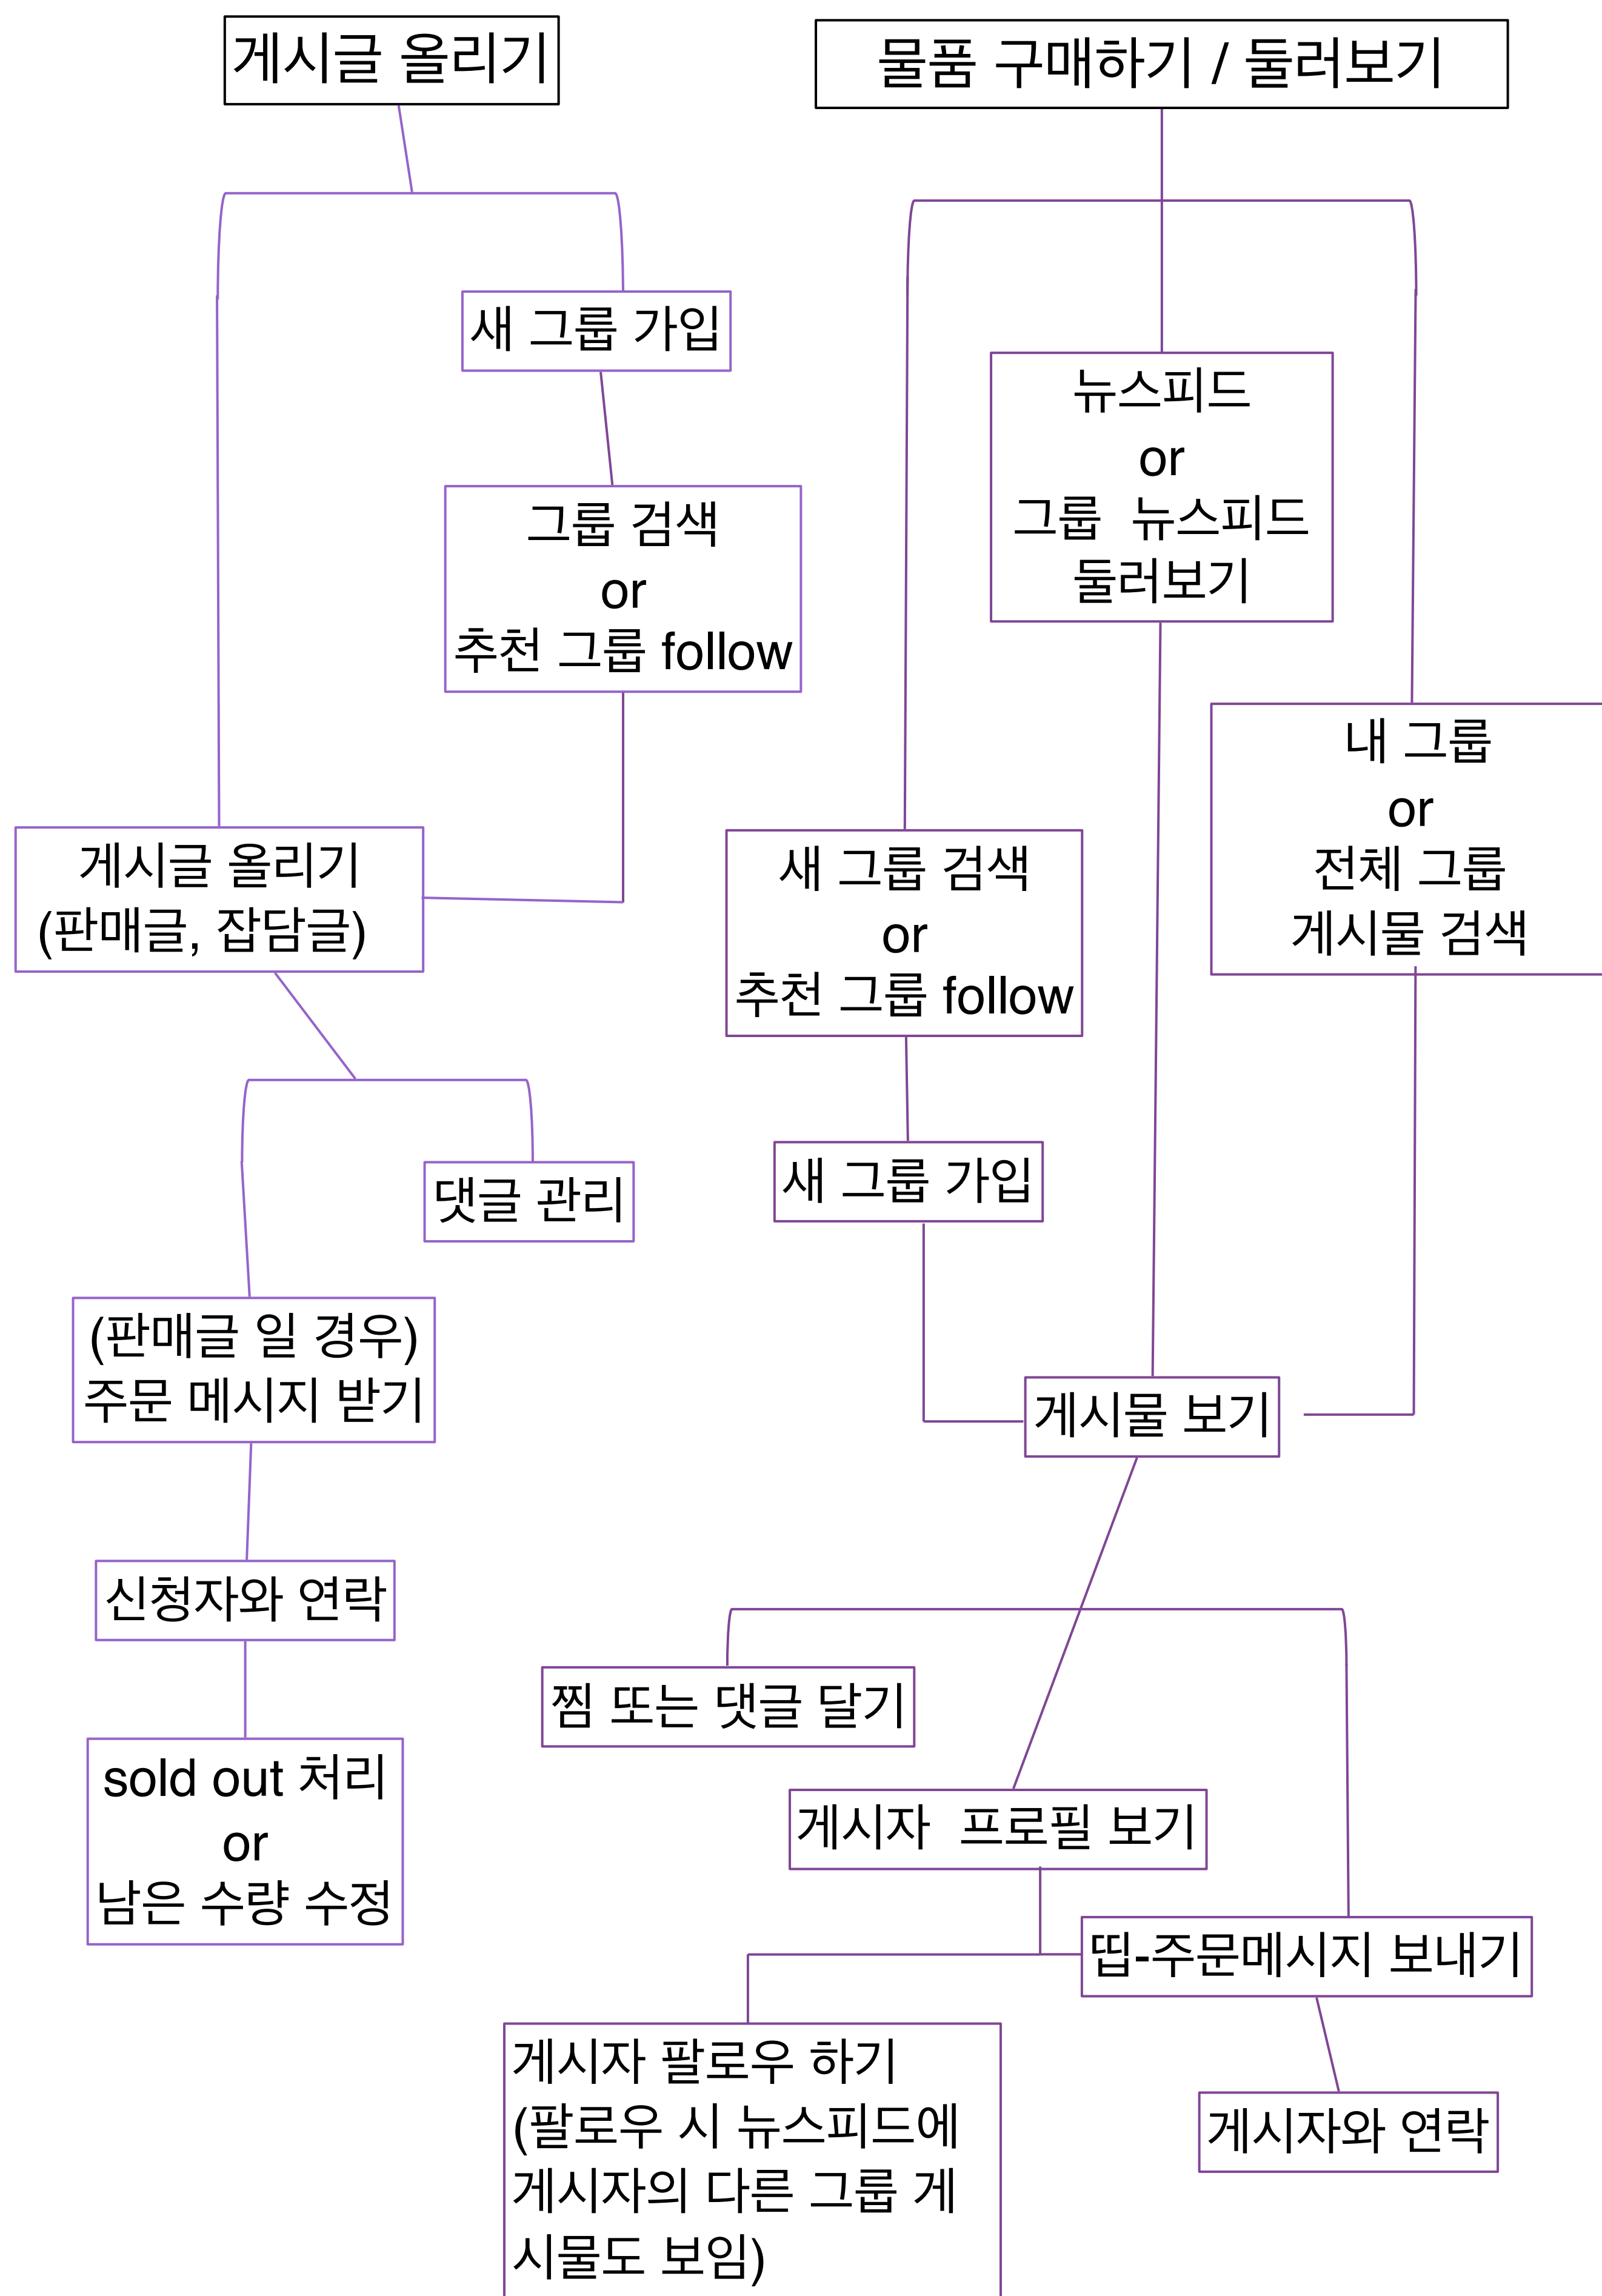 게시글 올리기
물품 구매하기 / 둘러보기
새 그룹 가입
그룹 검색
or
추천 그룹 follow
게시글 올리기
(판매글, 잡담글)
댓글 관리
(판매글 일 경우)
주문 메시지 받기
신청자와 연락
sold out 처리
or
남은 수량 수정
뉴스피드
or
그룹 뉴스피드
둘러보기
내 그룹
or
전체 그룹
게시물 검색
새 그룹 검색
or
추천 그룹 follow
새 그룹 가입
게시물 보기
찜 또는 댓글 달기
게시자 프로필 보기
띱-주문메시지 보내기
게시자 팔로우 하기
(팔로우 시 뉴스피드에
게시자의 다른 그룹 게
시물도 보임)
게시자와 연락